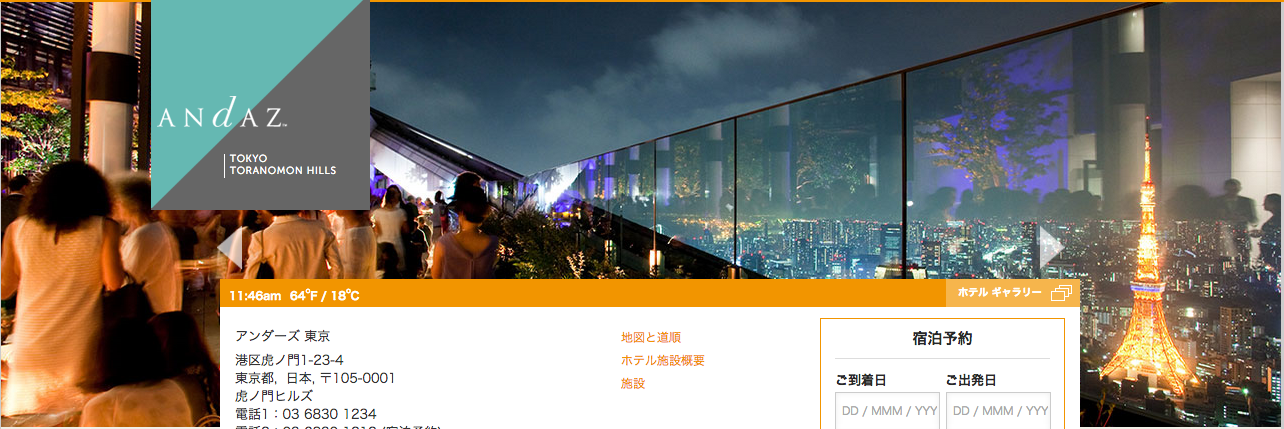 ANdAZ
TOKYO
TORANOMON HILLS
11:46am 64°F / 18°C
ホテル ギャラリー
アンダーズ 東京
港区虎ノ門1-23-4
東京都, 日本, 〒105-0001
虎ノ門ヒルズ
電話1：03 6830 1234
地図と道順
ホテル施設概要
施設
宿泊予約
ご到着日 ご出発日
DD / MMM / YYY DD / MMM / YYY